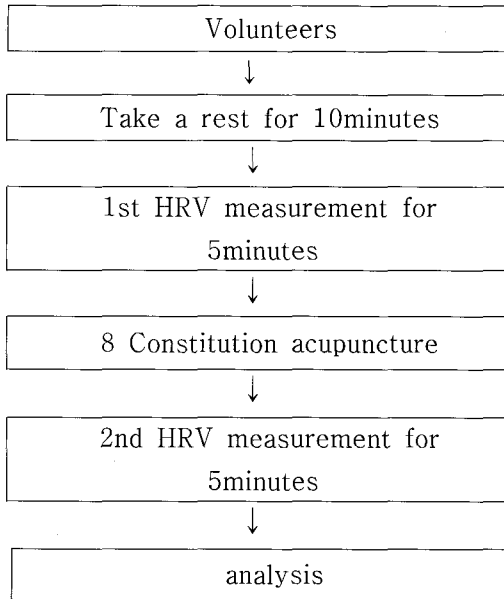 Volunteers
↓
Take a rest for 10minutes
↓
1st HRV measurement for
5minutes
↓
8 Constitution acupuncture
↓
2nd HRV measurement for
5minutes
↓
analysis